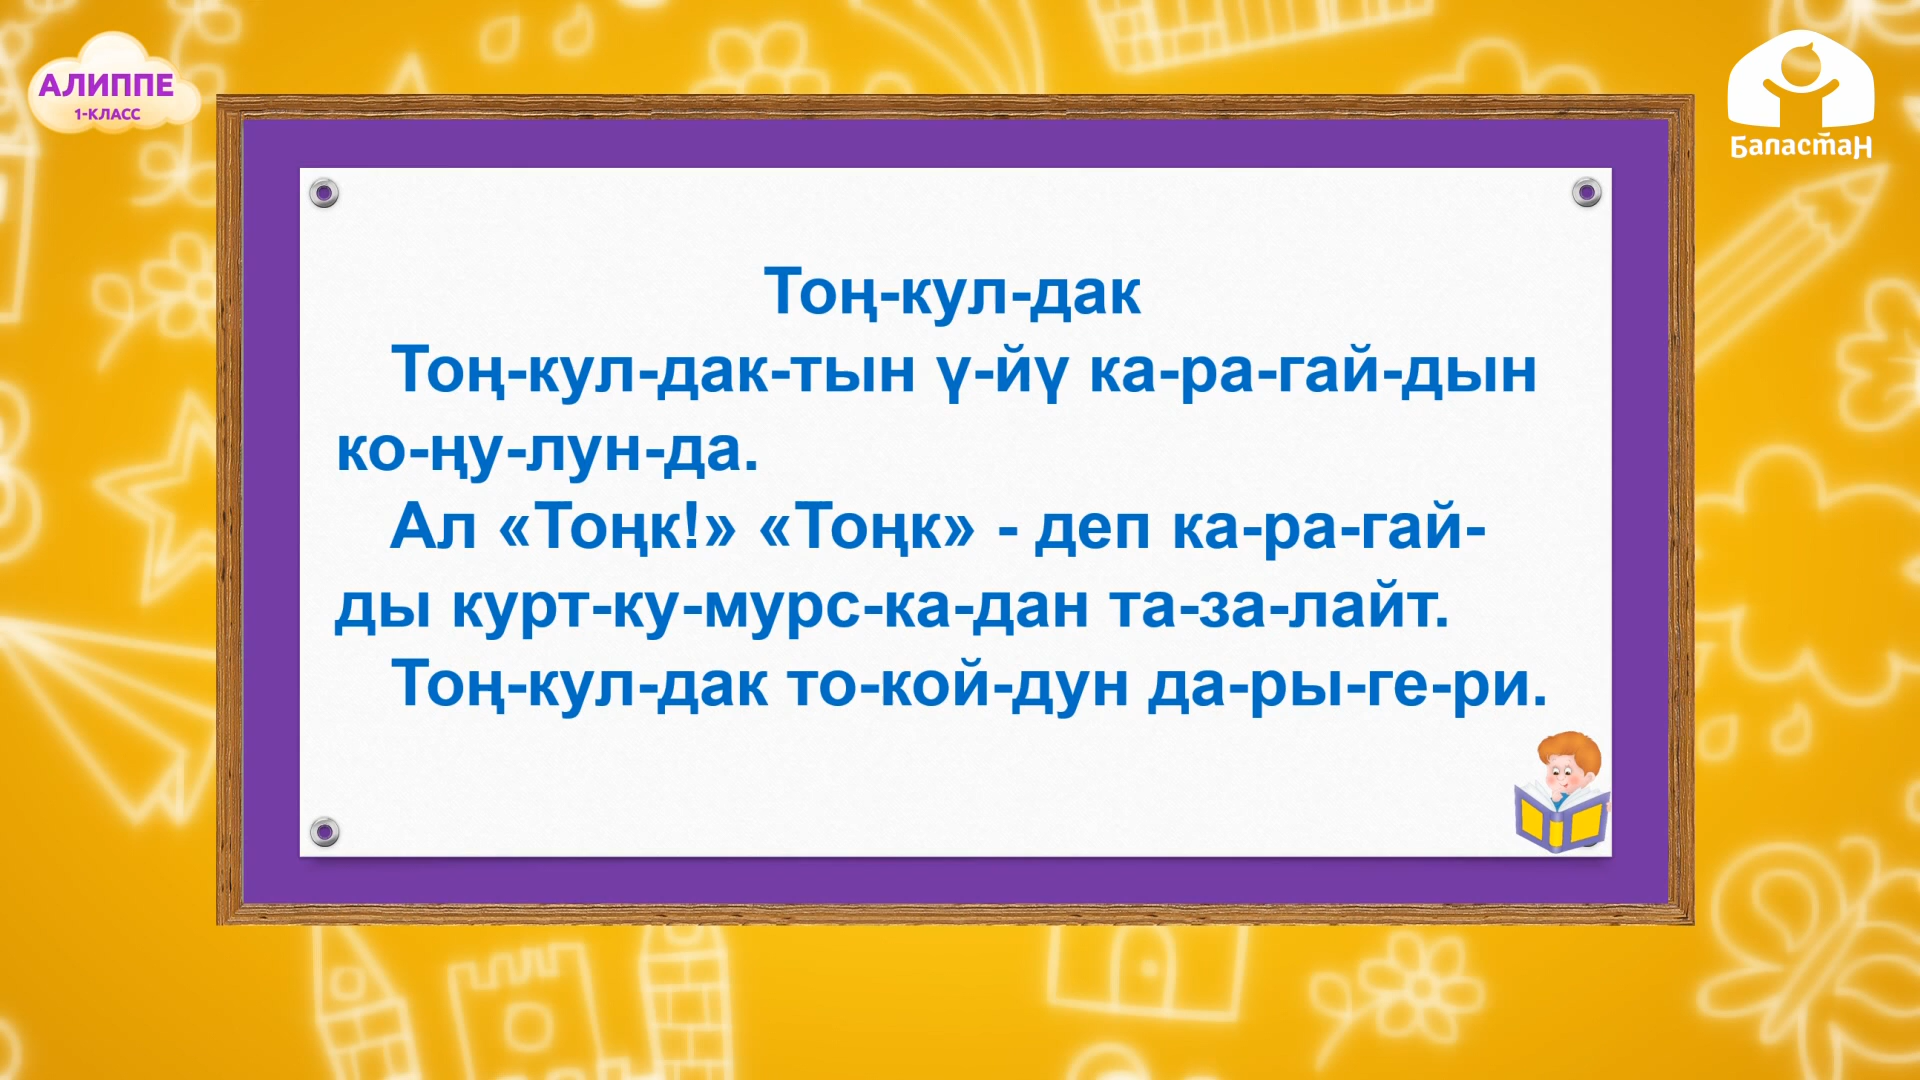 АЛИППЕ
1-КЛАСС
Баластан
Тоң-кул-дак
Тоң-кул-дак-тын ү-йү ка-ра-гай-дын
ко-ңу-лун-да.
Ал «Тоңк!» «Тоңк» - деп ка-ра-гай-
ды курт-ку-мурс-ка-дан та-за-лайт.
Тоң-кул-дак то-кой-дун да-ры-ге-ри.